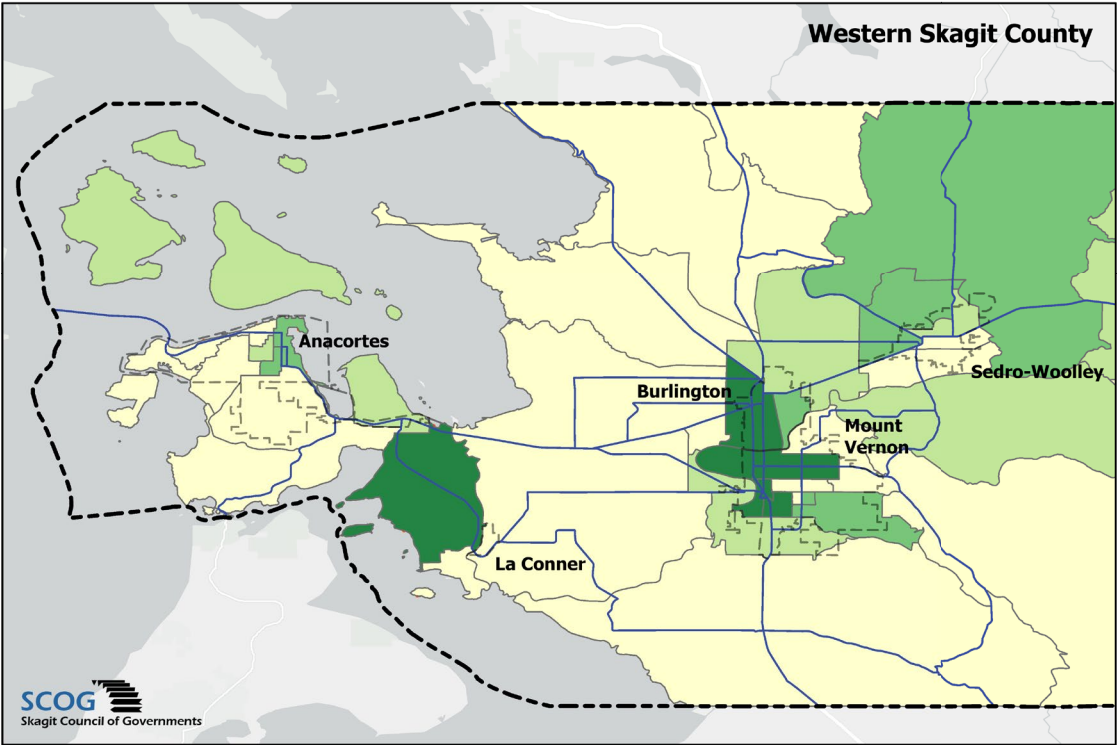 Western Skagit County
Anacortes
Burlington
Sedro-Woolley
Mount
Vernon
La Conner
SCOG
Skagit Council of Governments